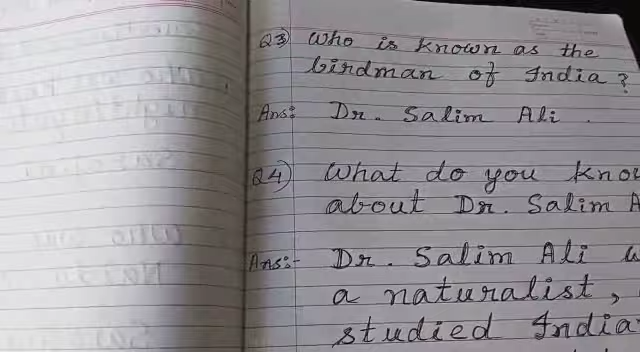 Q3) Who is known as the
birdman of India?
Ans: Dr. Salim Ali.
Q4) What do you
about Dr. Salim
Ans:- Dr. Salim Ali
a naturalist,
studied